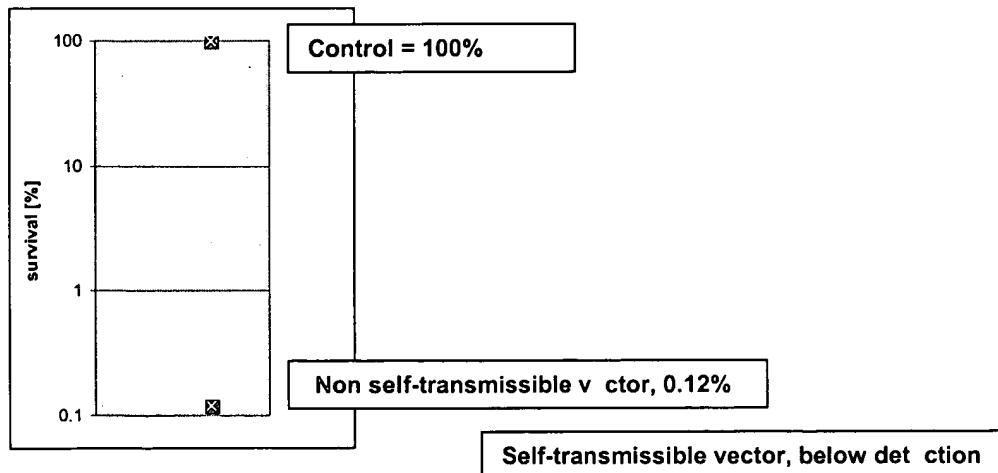 100
Control = 100%
10
survival [%]
1
Non self-transmissible v ctor, 0.12%
0.1
Self-transmissible vector, below det ction